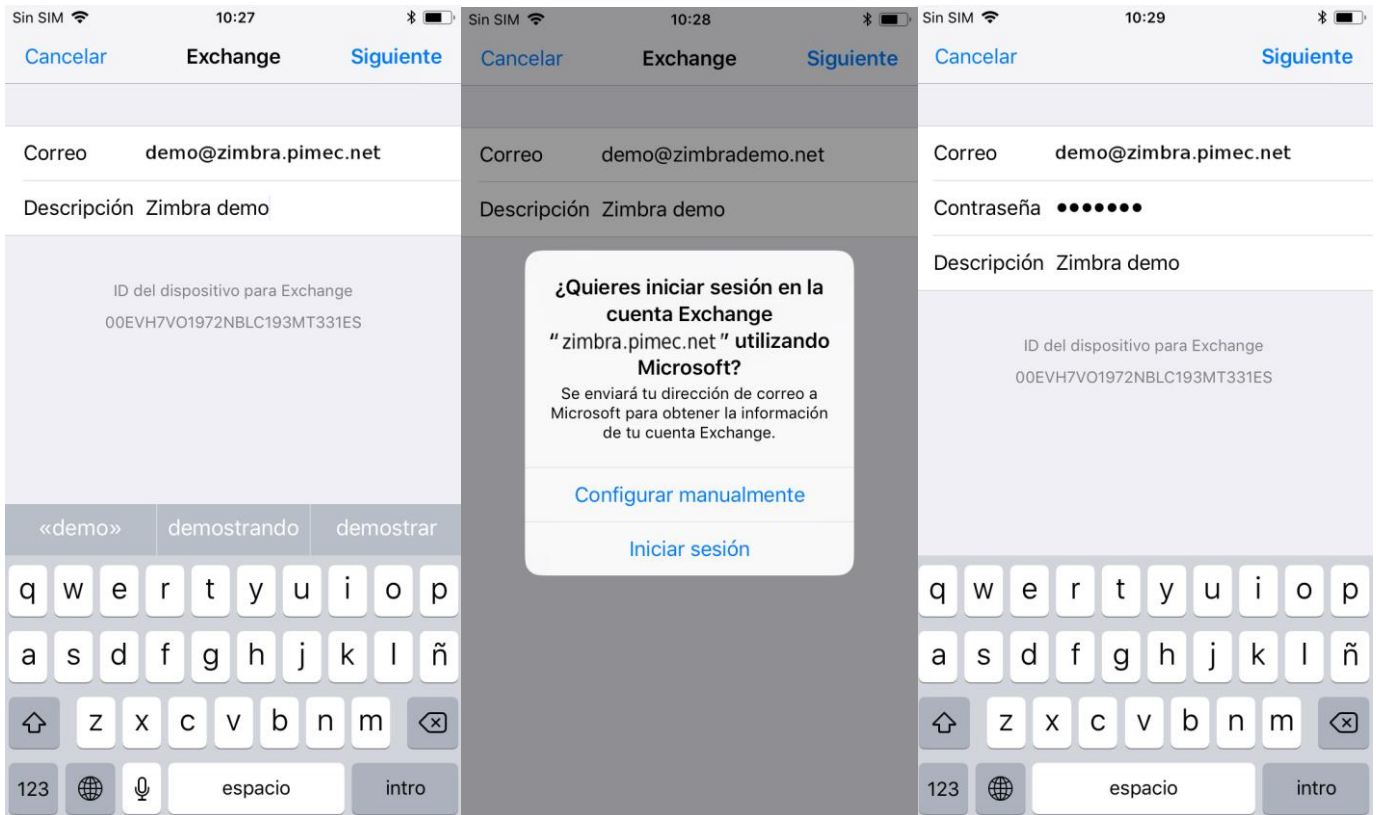 Sin SIM 10:27
Cancelar Exchange Siguiente
Correo demo@zimbra.pimec.net
Descripción Zimbra demo
ID del dispositivo para Exchange
00EVH7VO1972NBLC193MT331ES
«demo» demostrando demostrar
q w e r t y u i o p
a s d f g h j k l ñ
z x c v b n m
123 espacio intro
Sin SIM 10:28
Cancelar Exchange Siguiente
Correo demo@zimbrademo.net
Descripción Zimbra demo
¿Quieres iniciar sesión en la
cuenta Exchange
“zimbra.pimec.net” utilizando
Microsoft?
Se enviará tu dirección de correo a
Microsoft para obtener la información
de tu cuenta Exchange.
Configurar manualmente
Iniciar sesión
Sin SIM 10:29
Cancelar Siguiente
Correo demo@zimbra.pimec.net
Contraseña •••••••
Descripción Zimbra demo
ID del dispositivo para Exchange
00EVH7VO1972NBLC193MT331ES
q w e r t y u i o p
a s d f g h j k l ñ
z x c v b n m
123 espacio intro